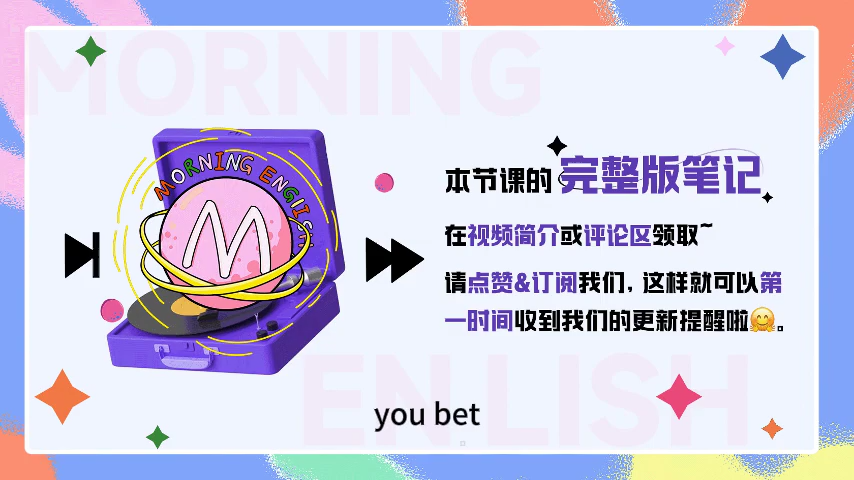 MORNING
MORNING ENGLISH
M
本节课的 完整版笔记
在视频简介或评论区领取~
请点赞&订阅我们, 这样就可以第
一时间收到我们的更新提醒啦🤗。
EN LISH
you bet